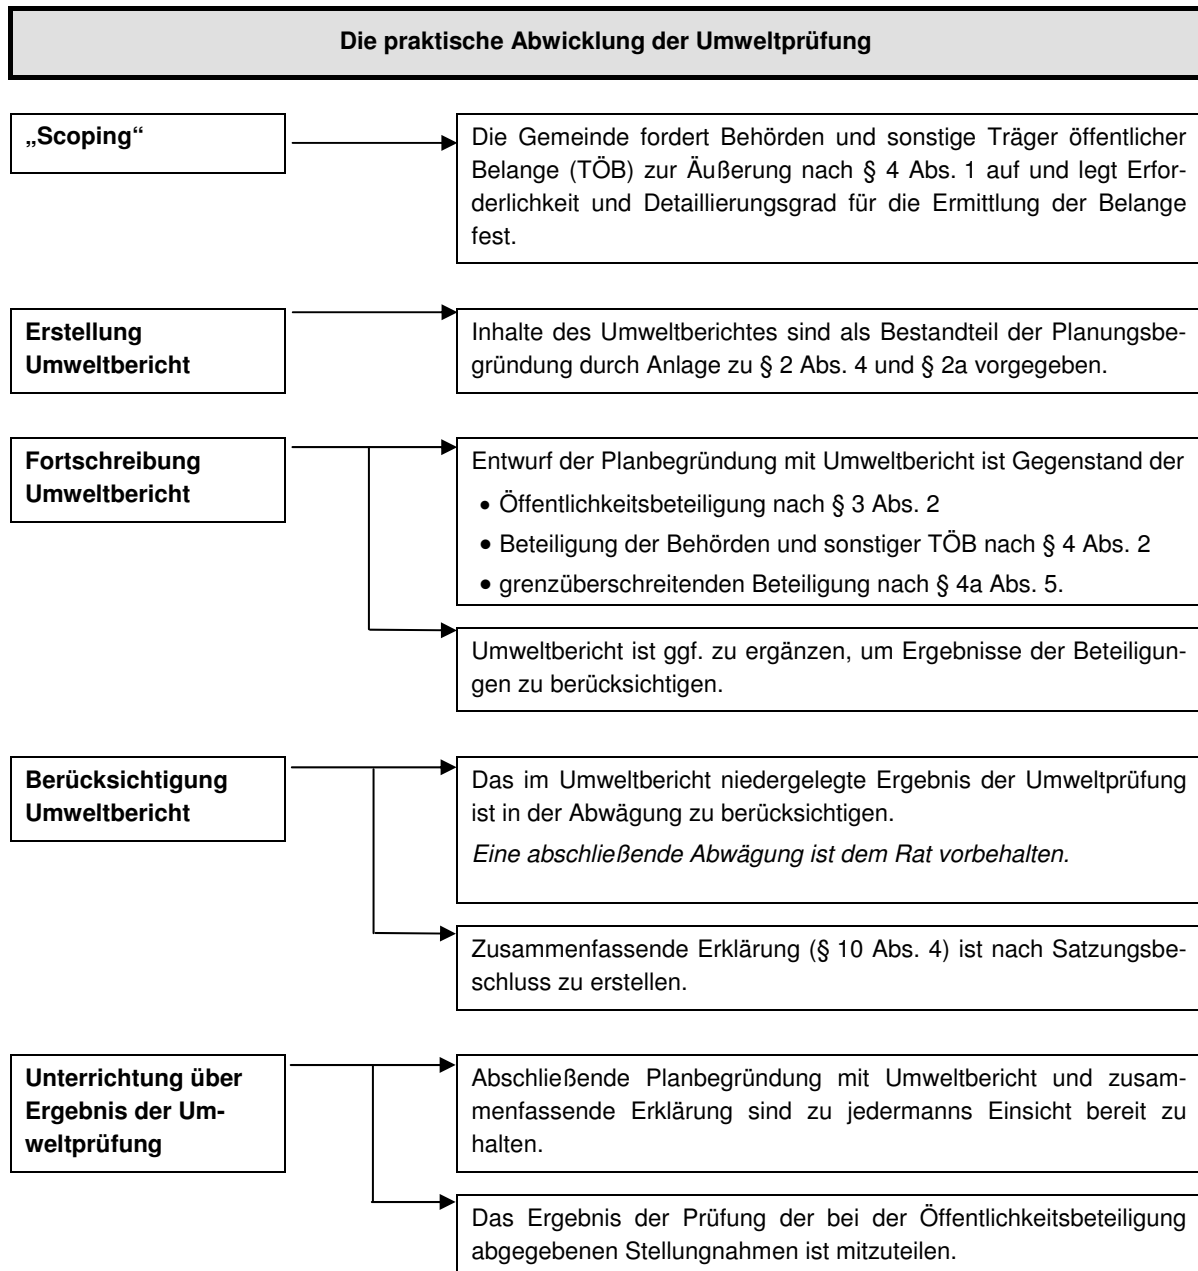 Die praktische Abwicklung der Umweltprüfung
„Scoping“
Die Gemeinde fordert Behörden und sonstige Träger öffentlicher
Belange (TÖB) zur Äußerung nach § 4 Abs. 1 auf und legt Erfor-
derlichkeit und Detaillierungsgrad für die Ermittlung der Belange
fest.
Erstellung
Umweltbericht
Inhalte des Umweltberichtes sind als Bestandteil der Planungsbe-
gründung durch Anlage zu § 2 Abs. 4 und § 2a vorgegeben.
Fortschreibung
Umweltbericht
Entwurf der Planbegründung mit Umweltbericht ist Gegenstand der
• Öffentlichkeitsbeteiligung nach § 3 Abs. 2
• Beteiligung der Behörden und sonstiger TÖB nach § 4 Abs. 2
• grenzüberschreitenden Beteiligung nach § 4a Abs. 5.
Umweltbericht ist ggf. zu ergänzen, um Ergebnisse der Beteiligun-
gen zu berücksichtigen.
Berücksichtigung
Umweltbericht
Das im Umweltbericht niedergelegte Ergebnis der Umweltprüfung
ist in der Abwägung zu berücksichtigen.
Eine abschließende Abwägung ist dem Rat vorbehalten.
Zusammenfassende Erklärung (§ 10 Abs. 4) ist nach Satzungsbe-
schluss zu erstellen.
Unterrichtung über
Ergebnis der Um-
weltprüfung
Abschließende Planbegründung mit Umweltbericht und zusam-
menfassende Erklärung sind zu jedermanns Einsicht bereit zu
halten.
Das Ergebnis der Prüfung der bei der Öffentlichkeitsbeteiligung
abgegebenen Stellungnahmen ist mitzuteilen.